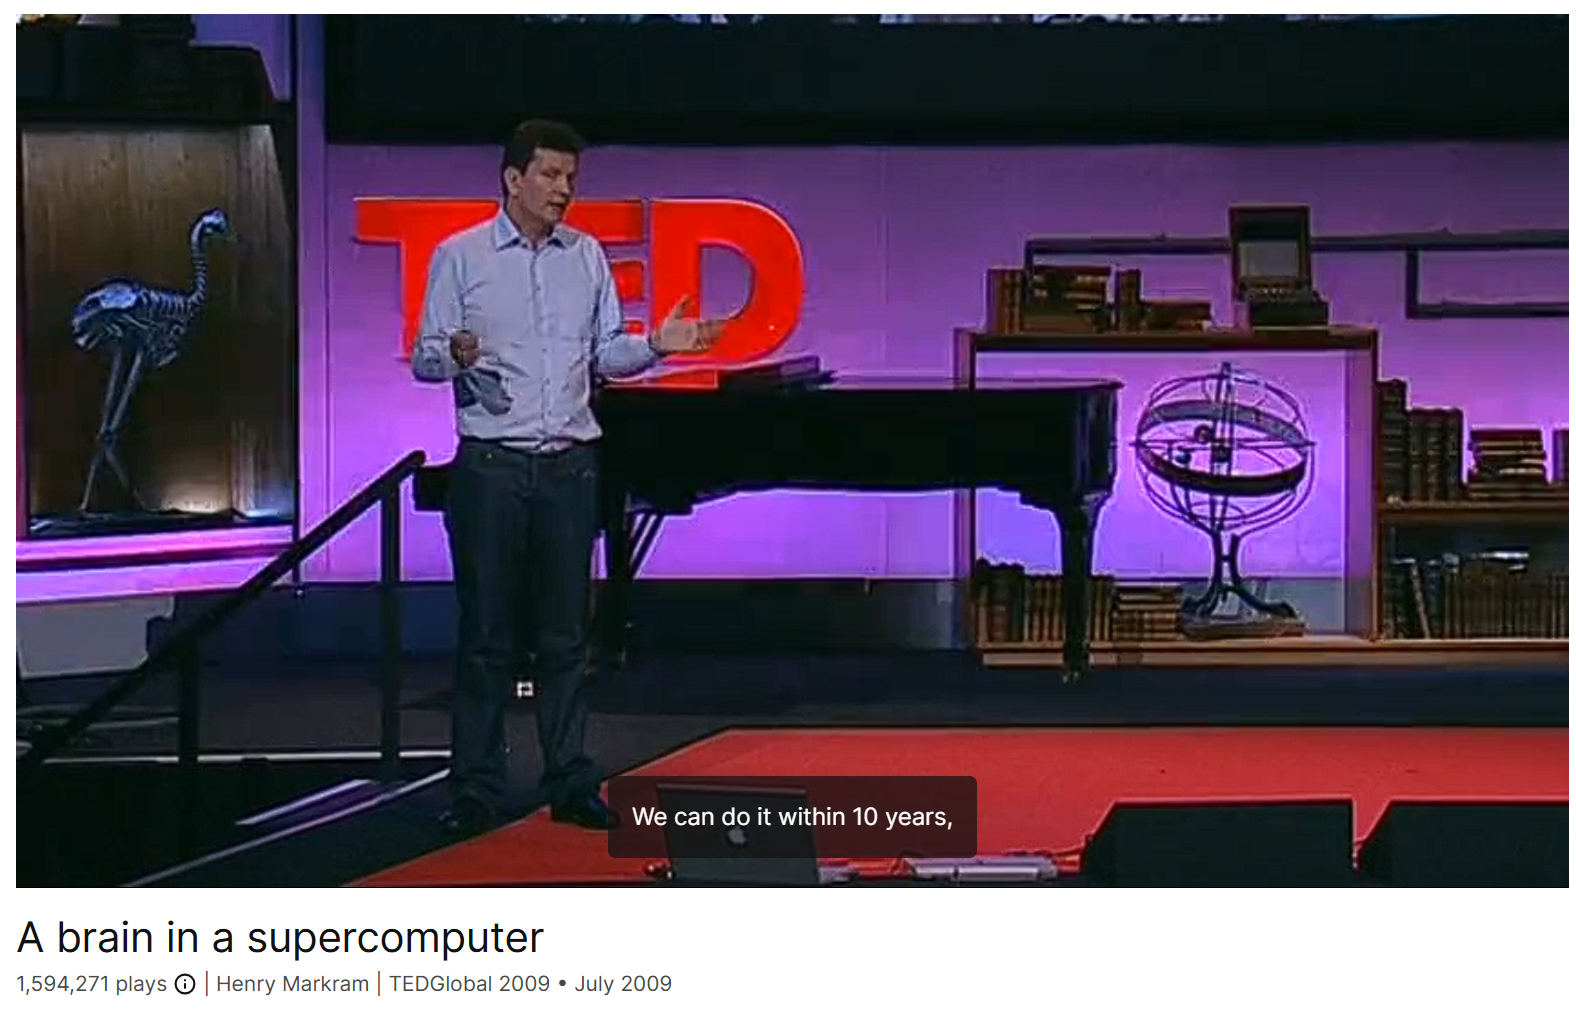 TED
We can do it within 10 years,
A brain in a supercomputer
1,594,271 plays ⓘ | Henry Markram | TEDGlobal 2009 • July 2009